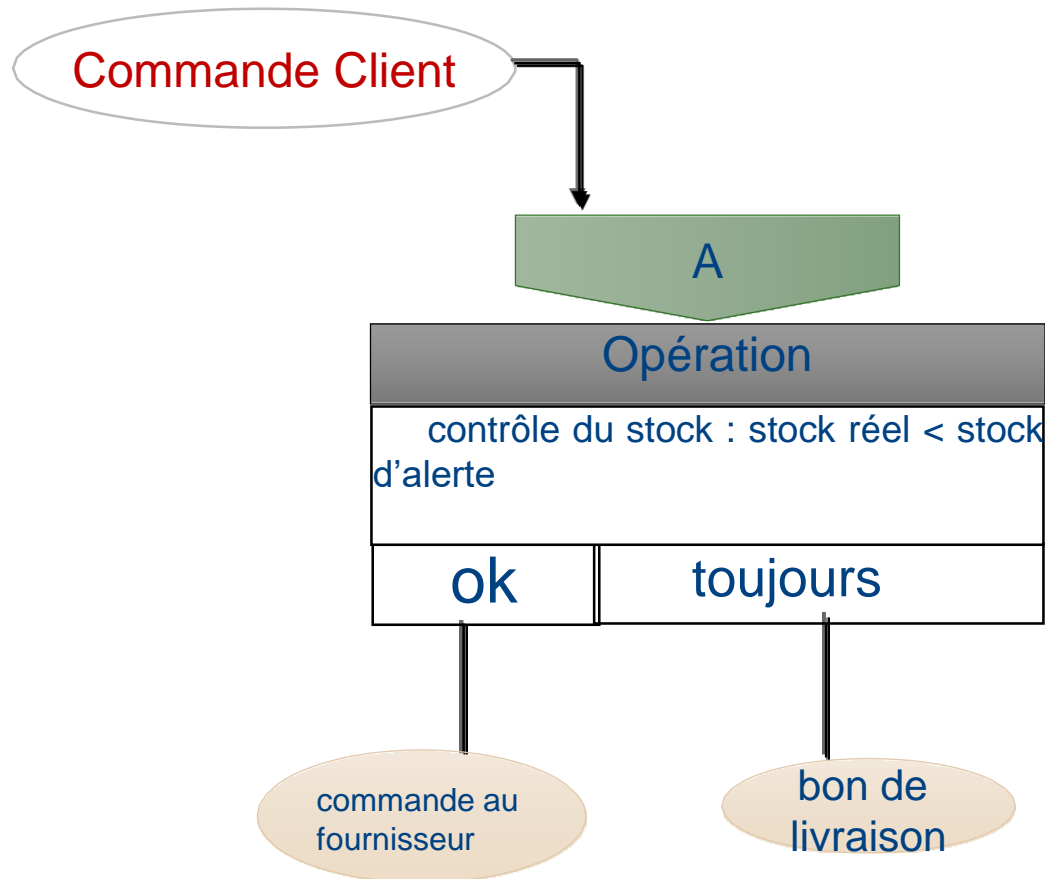 Commande Client
A
Opération
contrôle du stock : stock réel < stock
d’alerte
ok
toujours
commande au
fournisseur
bon de
livraison